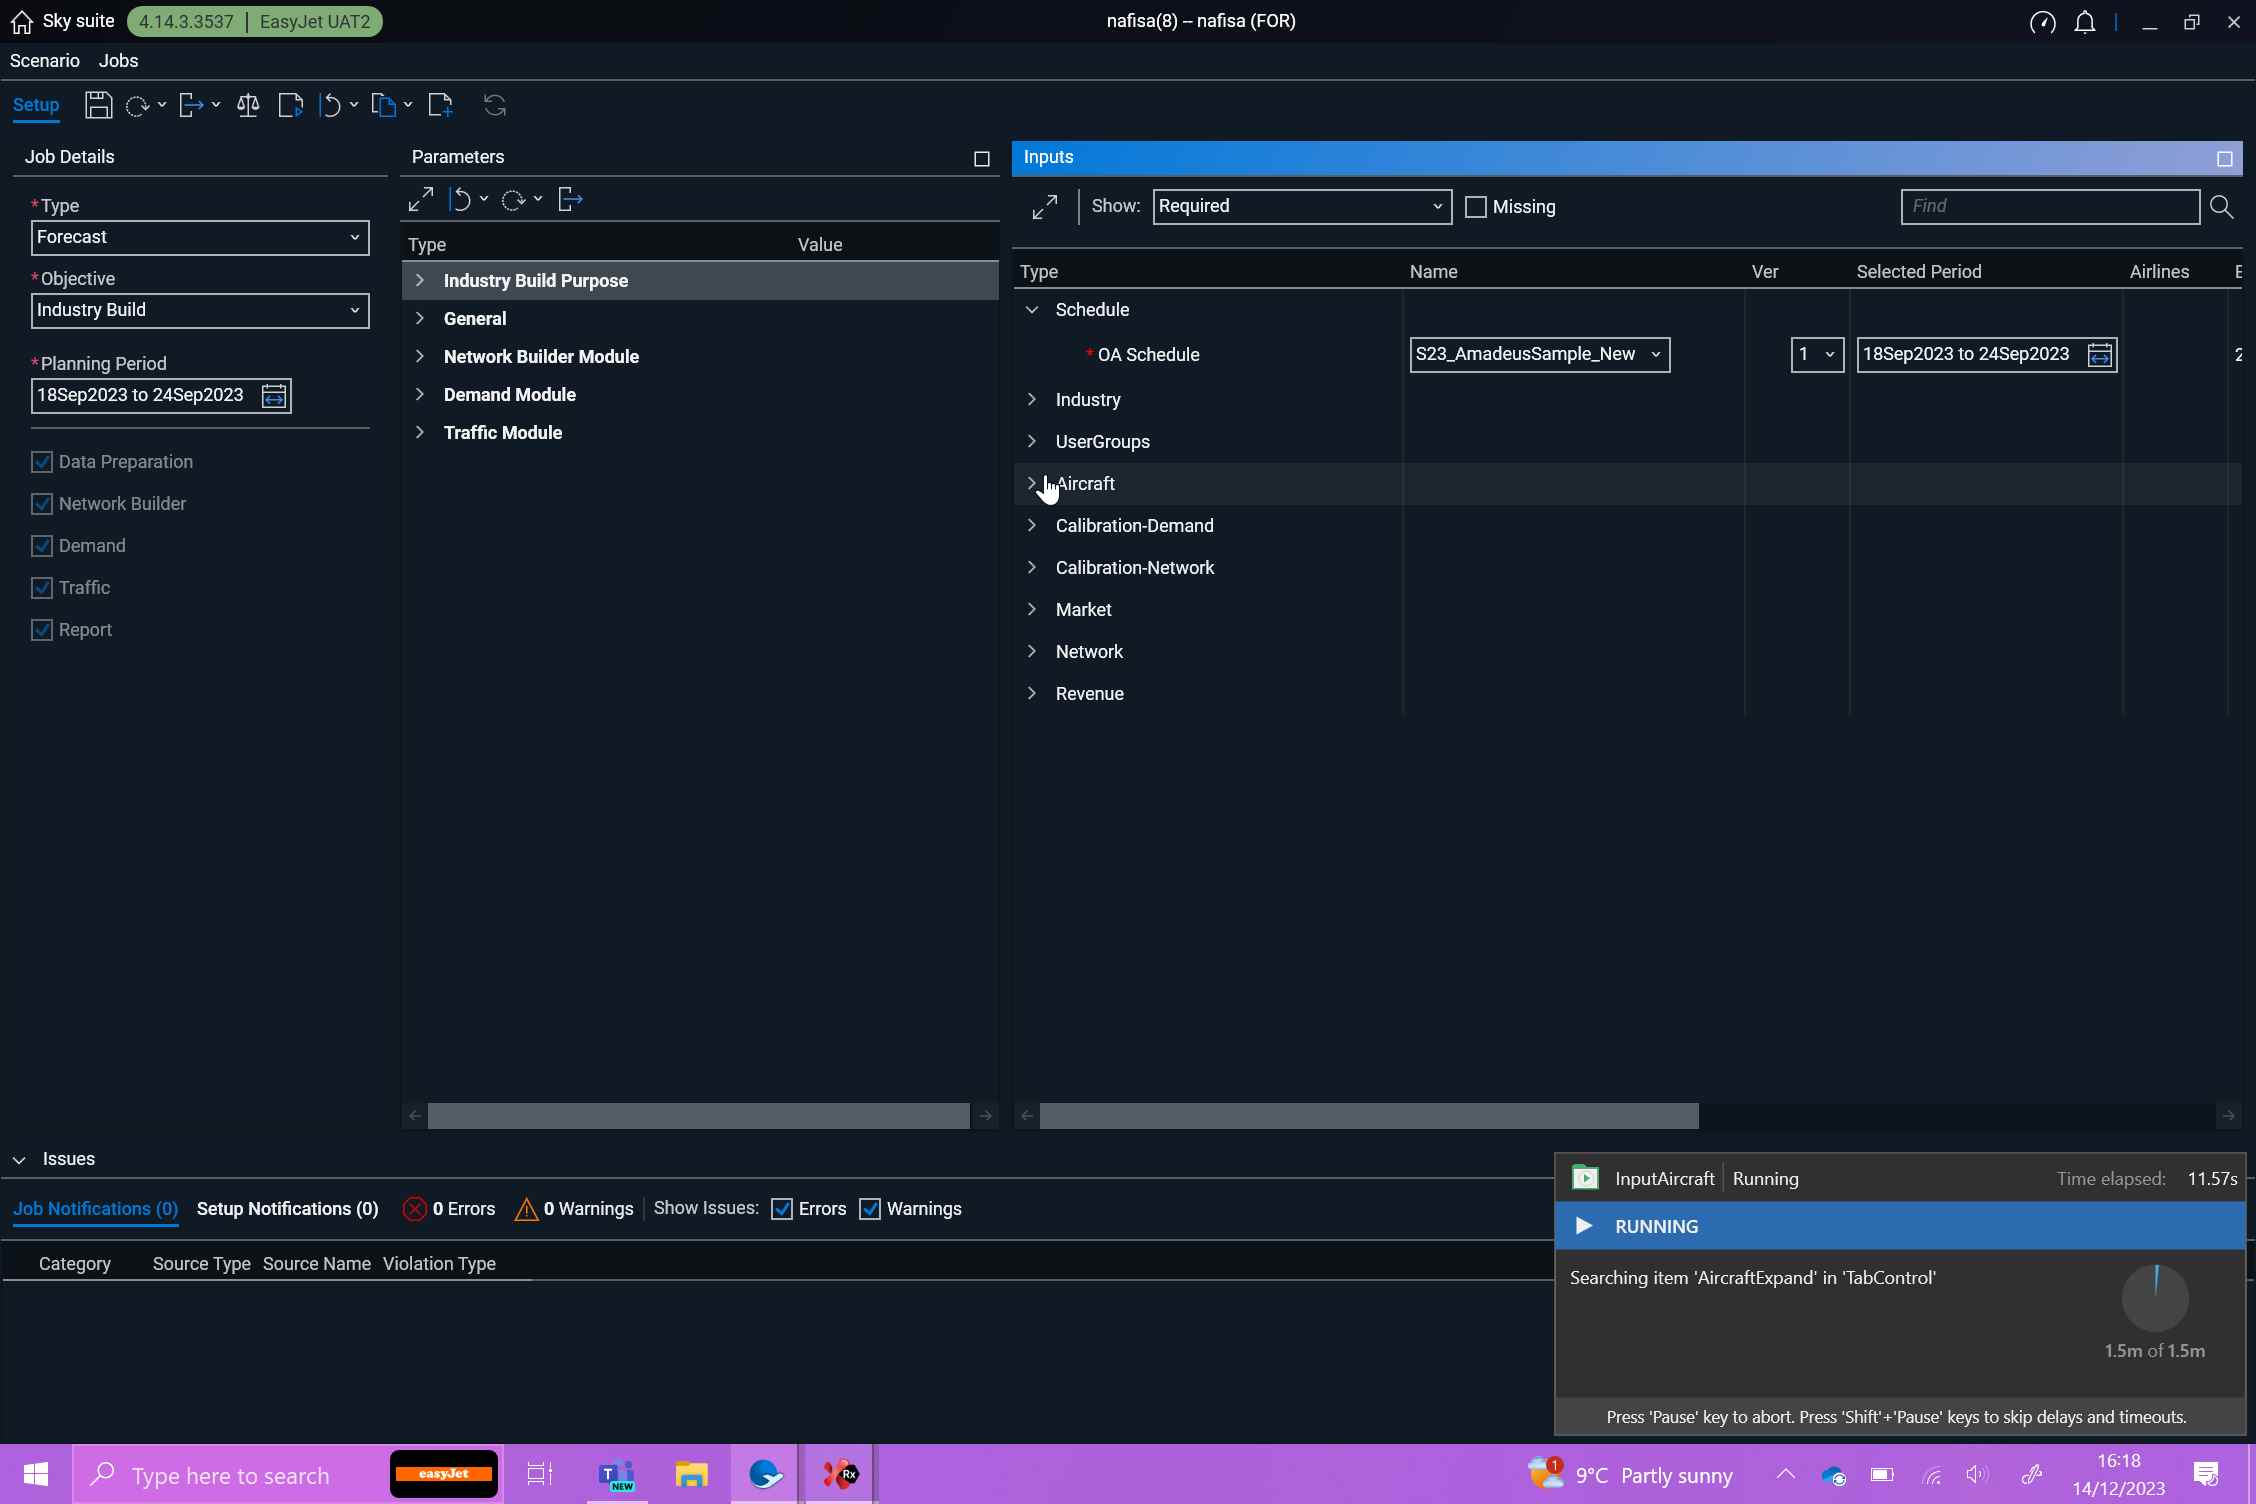 Sky suite 4.14.3.3537 | EasyJet UAT2 nafisa(8) – nafisa (FOR)
Scenario Jobs
Setup
Job Details
*Type
Forecast
*Objective
Industry Build
*Planning Period
18Sep2023 to 24Sep2023
Data Preparation
Network Builder
Demand
Traffic
Report
Parameters
Type Value
Industry Build Purpose
General
Network Builder Module
Demand Module
Traffic Module
Inputs
Show: Required Missing Find
Type Name Ver Selected Period Airlines
Schedule
* OA Schedule S23_AmadeusSample_New 1 18Sep2023 to 24Sep2023
Industry
UserGroups
Aircraft
Calibration-Demand
Calibration-Network
Market
Network
Revenue
Issues
Job Notifications (0) Setup Notifications (0) 0 Errors 0 Warnings Show Issues: Errors Warnings
Category Source Type Source Name Violation Type
InputAircraft Running Time elapsed: 11.57s
RUNNING
Searching item 'AircraftExpand' in 'TabControl'
1.5m of 1.5m
Press 'Pause' key to abort. Press 'Shift'+'Pause' keys to skip delays and timeouts.
Type here to search easyJet T NEW Rx 1 9°C Partly sunny 16:18
14/12/2023